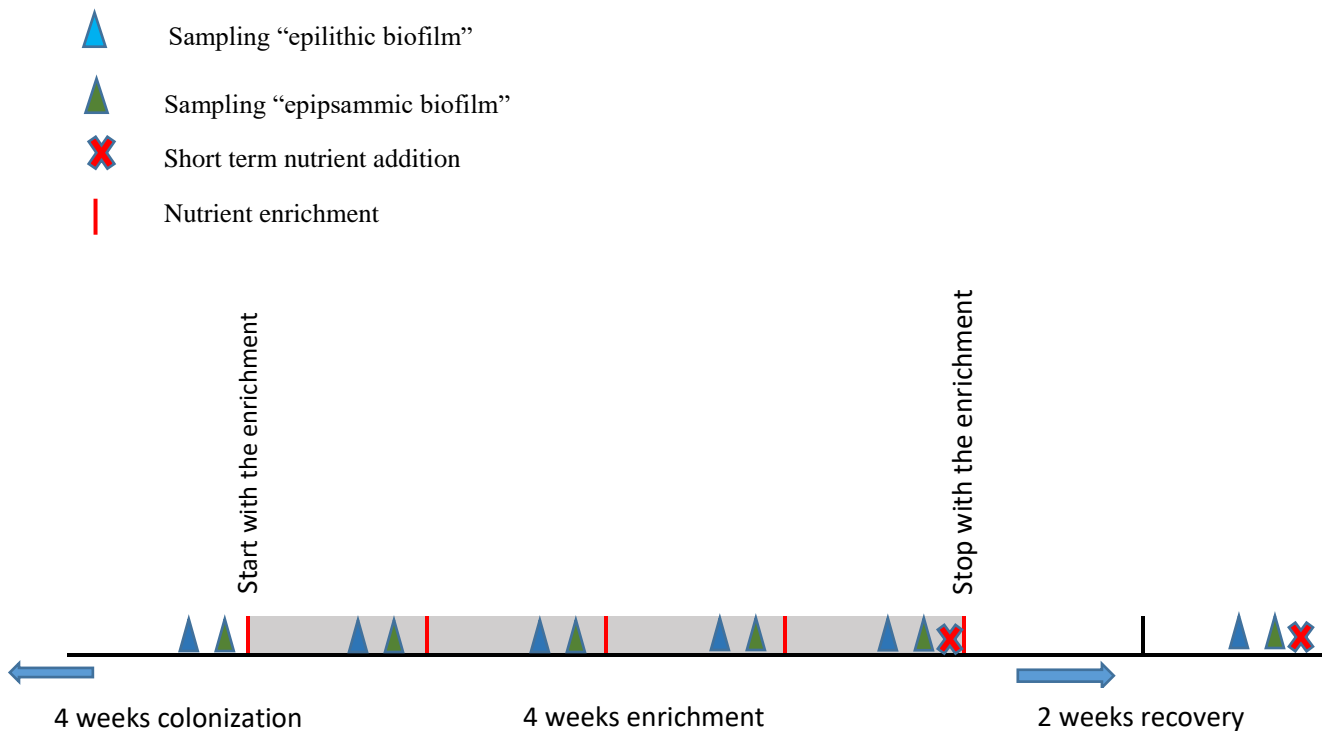 Sampling “epilithic biofilm”
Sampling “epipsammic biofilm”
Short term nutrient addition
Nutrient enrichment
Start with the enrichment
Stop with the enrichment
4 weeks colonization
4 weeks enrichment
2 weeks recovery